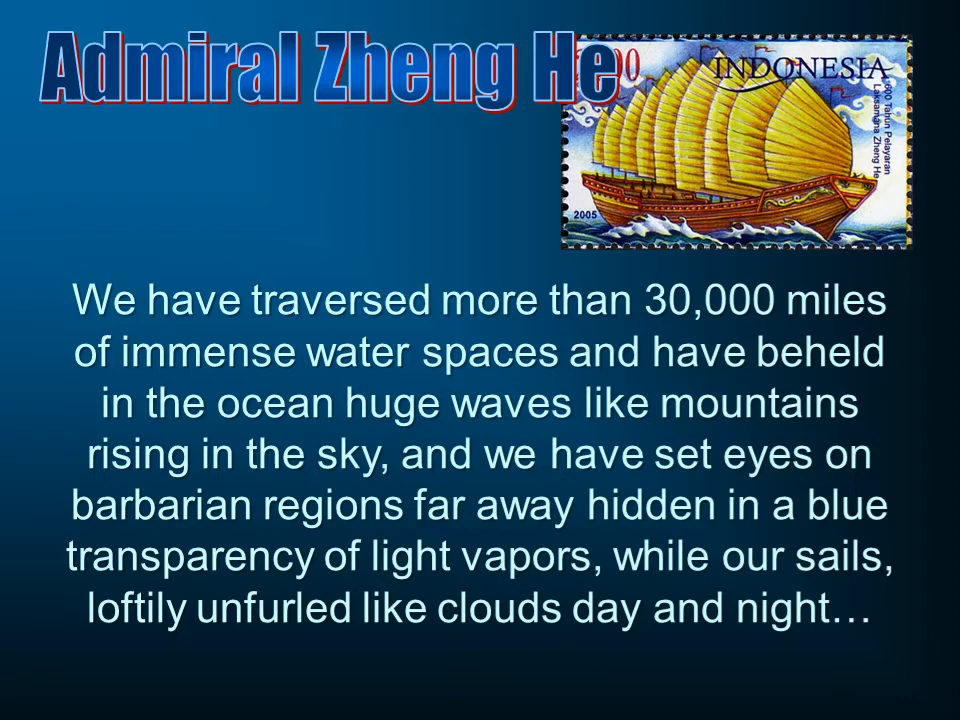 Admiral Zheng He
INDONESIA
600 Tahun Pelayaran
Laksamana Zheng He
2005
We have traversed more than 30,000 miles
of immense water spaces and have beheld
in the ocean huge waves like mountains
rising in the sky, and we have set eyes on
barbarian regions far away hidden in a blue
transparency of light vapors, while our sails,
loftily unfurled like clouds day and night…